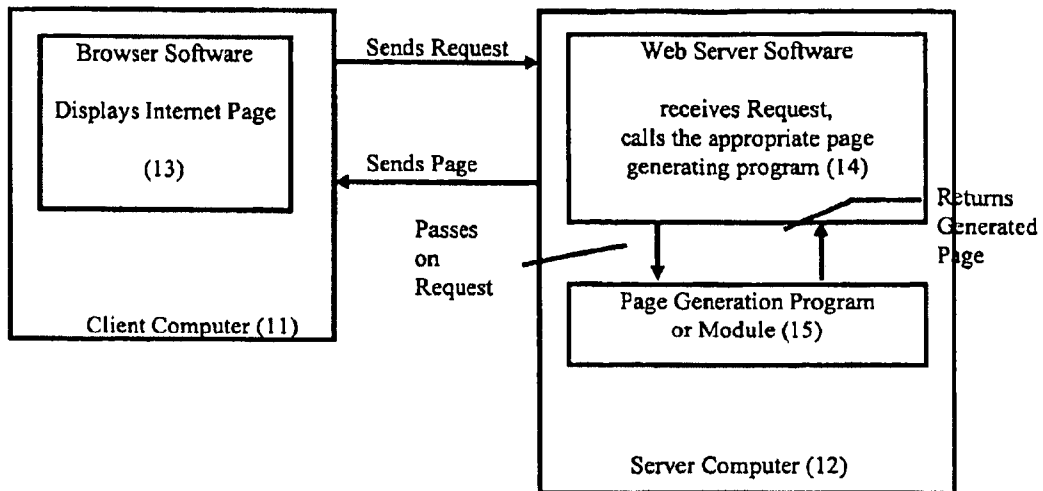 Browser Software
Displays Internet Page
(13)
Client Computer (11)
Sends Request
Sends Page
Passes
on
Request
Web Server Software
receives Request,
calls the appropriate page
generating program (14)
Returns
Generated
Page
Page Generation Program
or Module (15)
Server Computer (12)